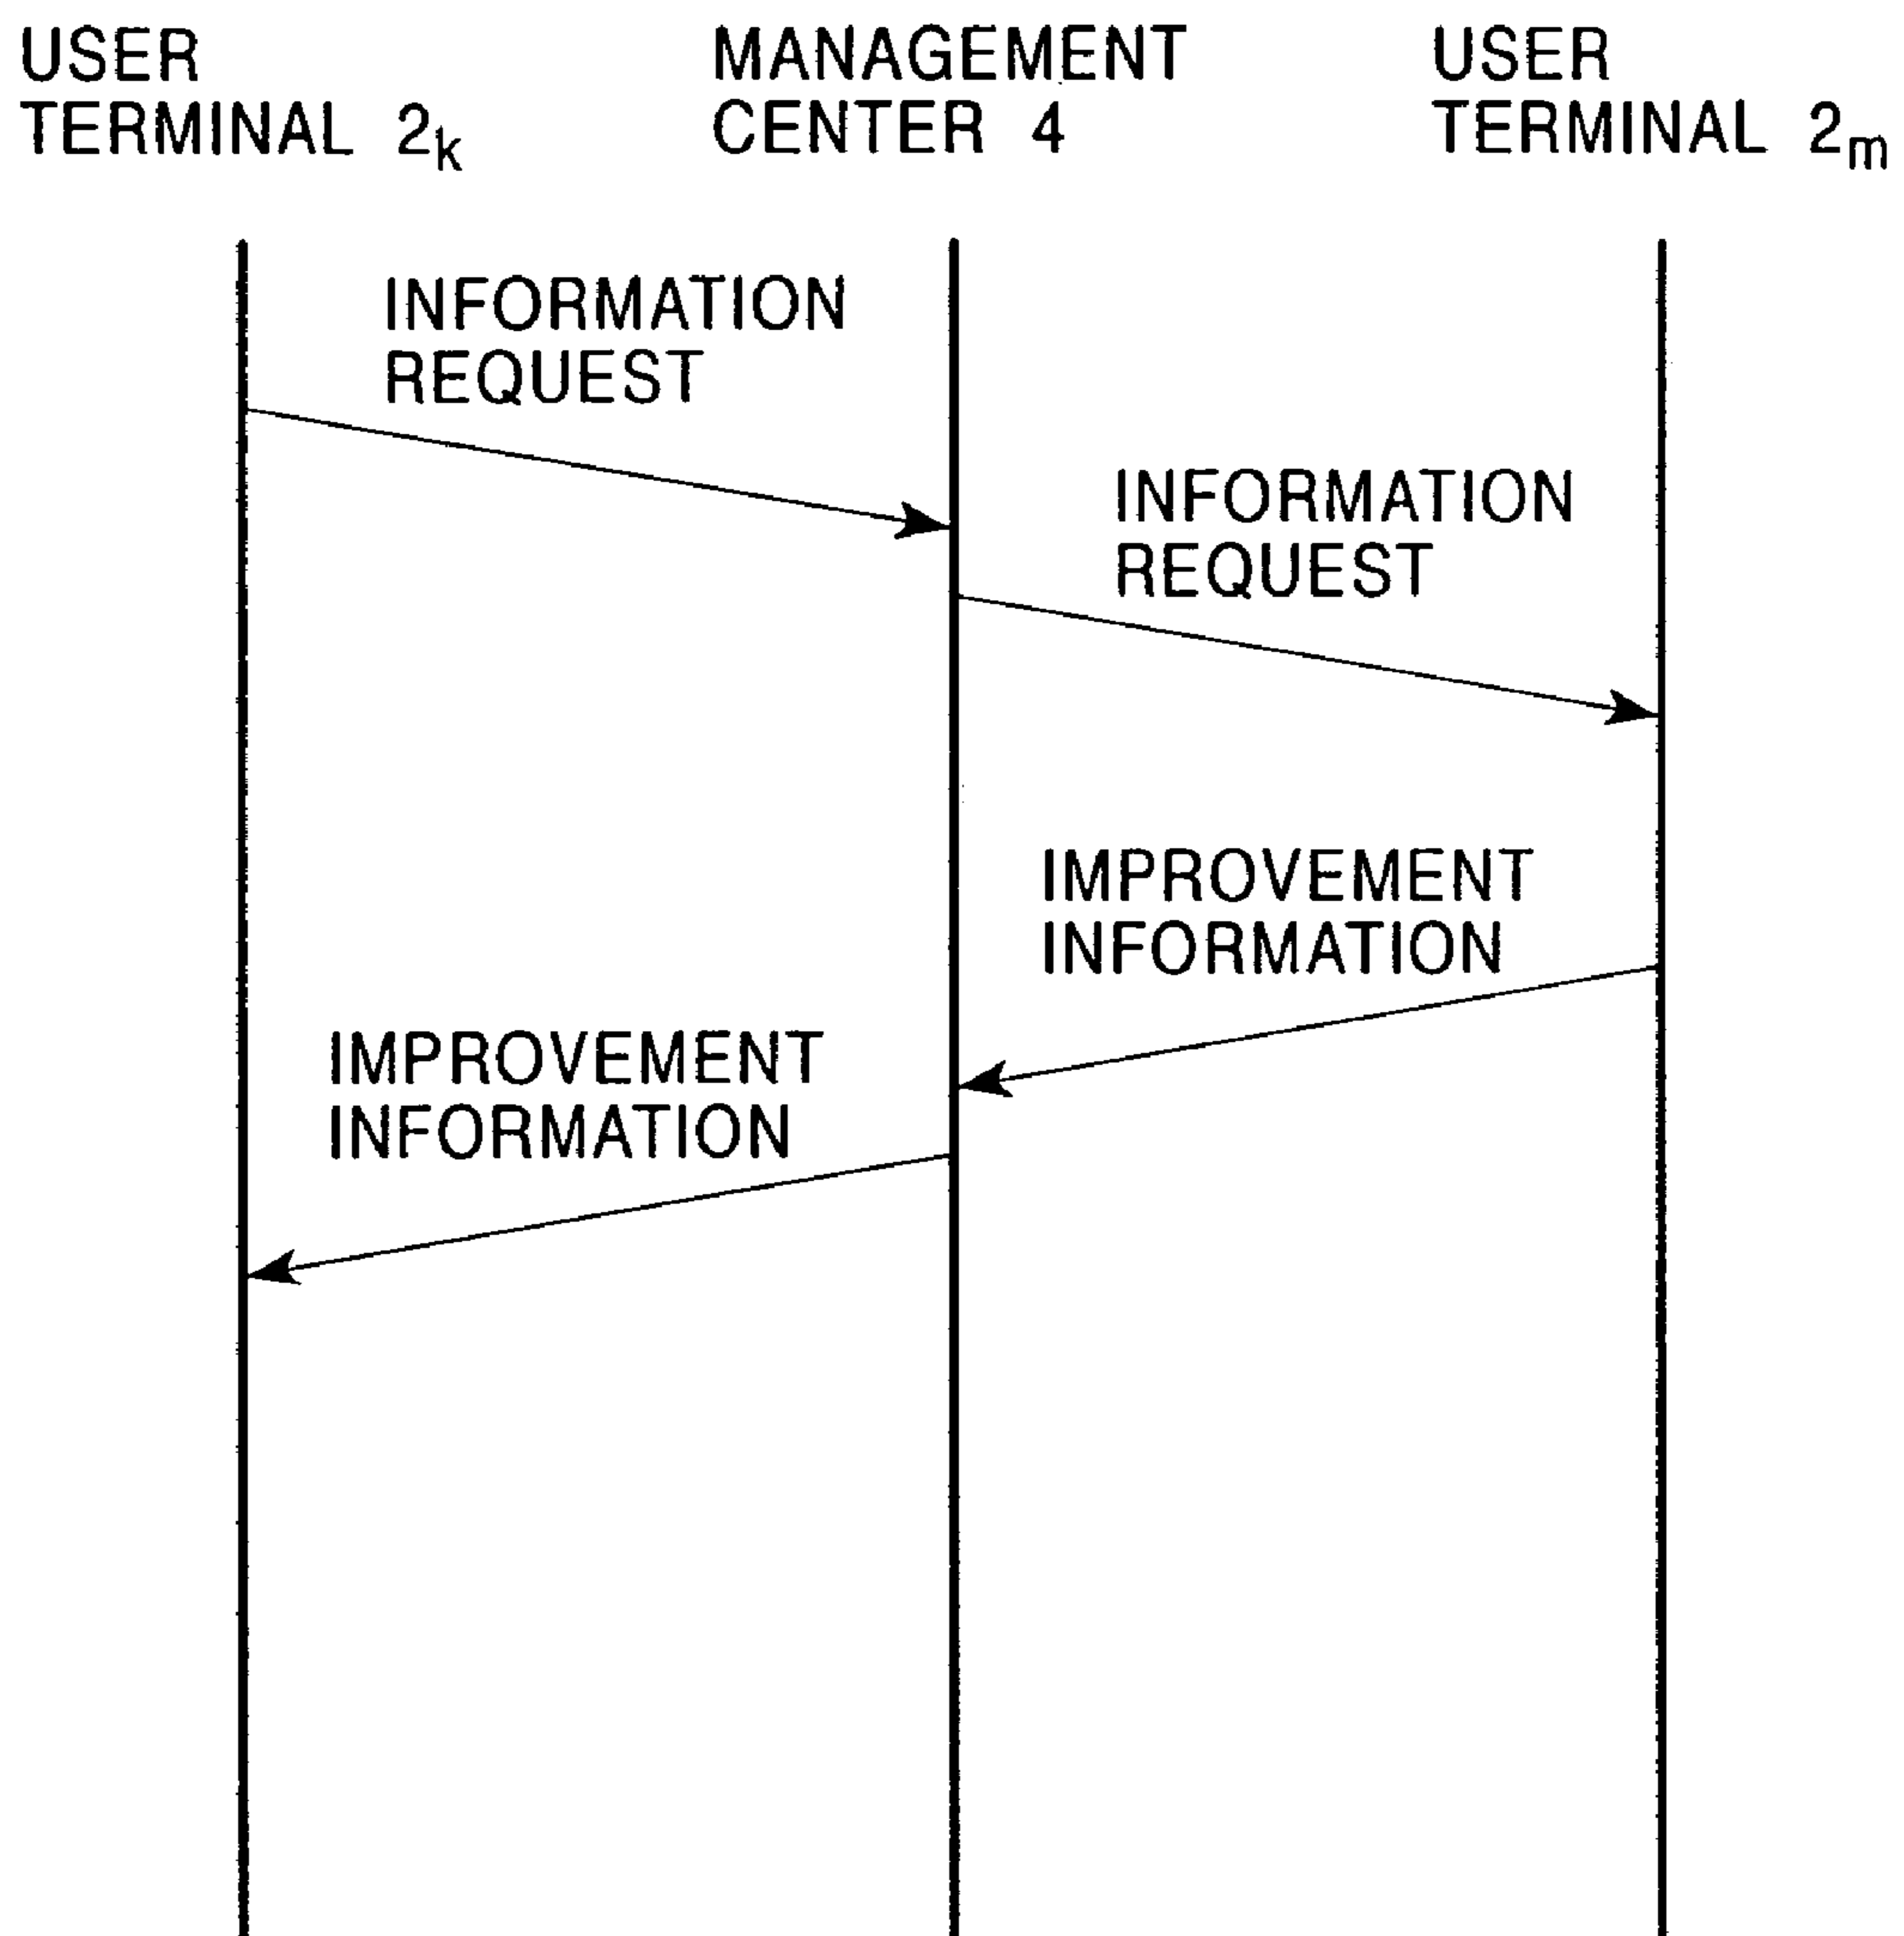 USER
TERMINAL 2k
MANAGEMENT
CENTER 4
USER
TERMINAL 2m
INFORMATION
REQUEST
INFORMATION
REQUEST
IMPROVEMENT
INFORMATION
IMPROVEMENT
INFORMATION